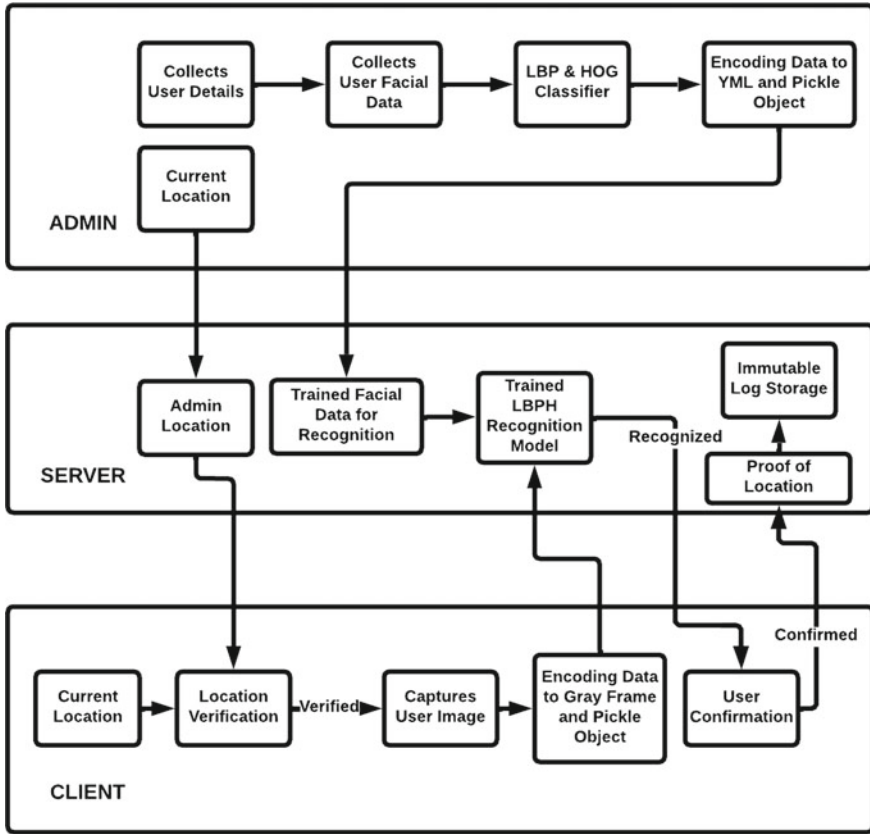 Collects
User Details
Collects
User Facial
Data
LBP & HOG
Classifier
Encoding Data to
YML and Pickle
Object
Current
Location
ADMIN
Admin
Location
Trained Facial
Data for
Recognition
Trained
LBPH
Recognition
Model
Recognized
Immutable
Log Storage
Proof of
Location
SERVER
Confirmed
Current
Location
Location
Verification
Verified
Captures
User Image
Encoding Data
to Gray Frame
and Pickle
Object
User
Confirmation
CLIENT